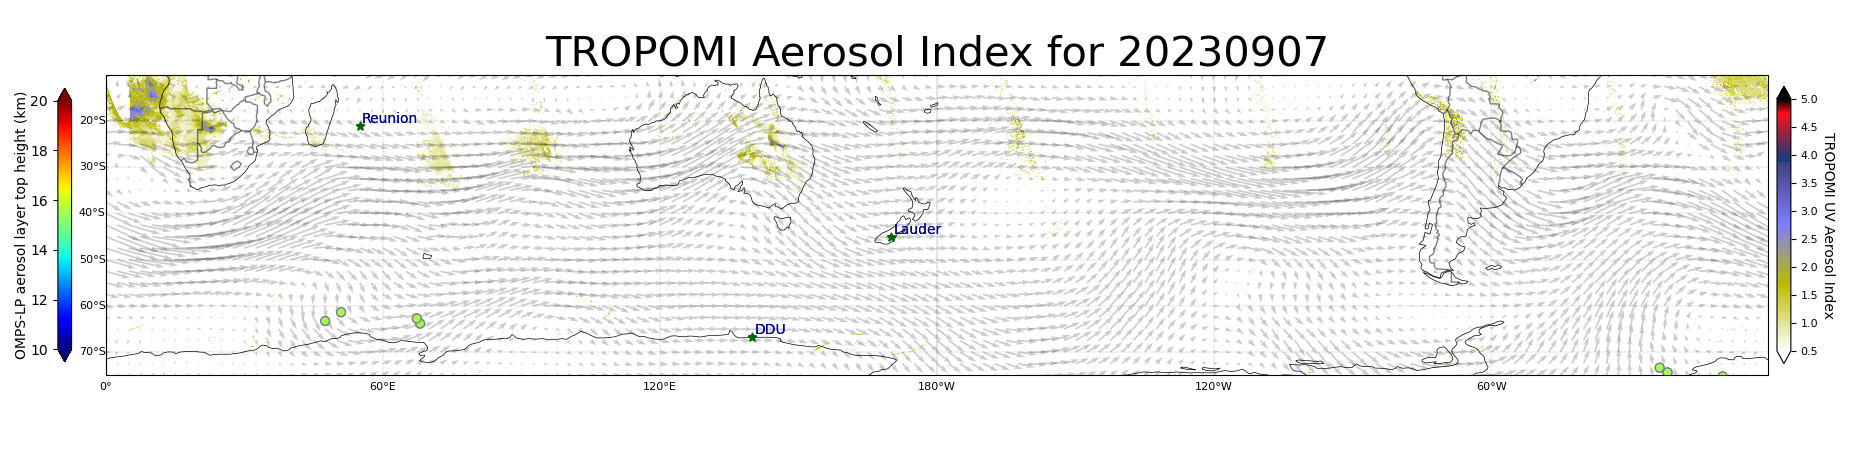 TROPOMI Aerosol Index for 20230907
OMPS-LP aerosol layer top height (km)
20
18
16
14
12
10
20°S
30°S
40°S
50°S
60°S
70°S
Reunion
Lauder
DDU
0°
60°E
120°E
180°W
120°W
60°W
5.0
4.5
4.0
3.5
3.0
2.5
2.0
1.5
1.0
0.5
TROPOMI UV Aerosol Index